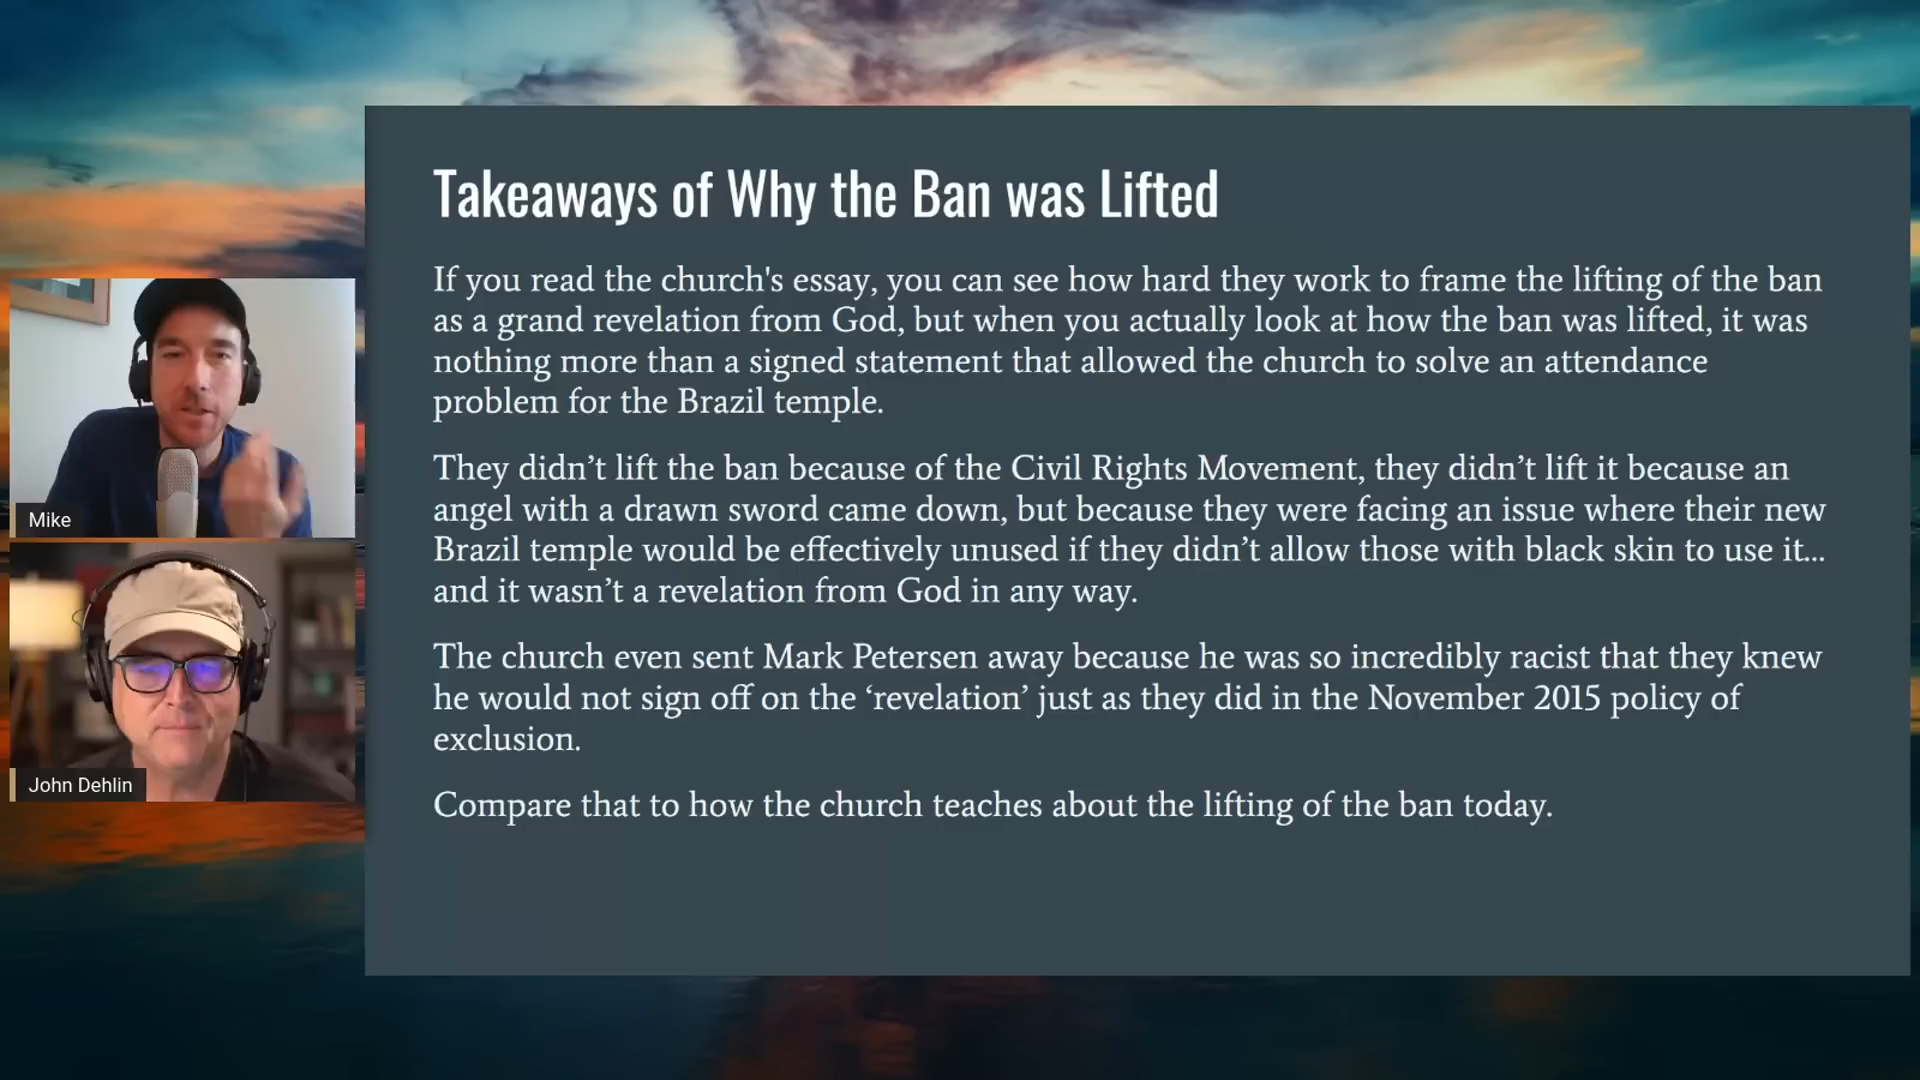 Takeaways of Why the Ban was Lifted
If you read the church's essay, you can see how hard they work to frame the lifting of the ban
as a grand revelation from God, but when you actually look at how the ban was lifted, it was
nothing more than a signed statement that allowed the church to solve an attendance
problem for the Brazil temple.
They didn’t lift the ban because of the Civil Rights Movement, they didn’t lift it because an
angel with a drawn sword came down, but because they were facing an issue where their new
Brazil temple would be effectively unused if they didn’t allow those with black skin to use it...
and it wasn’t a revelation from God in any way.
The church even sent Mark Petersen away because he was so incredibly racist that they knew
he would not sign off on the ‘revelation’ just as they did in the November 2015 policy of
exclusion.
Compare that to how the church teaches about the lifting of the ban today.
Mike
John Dehlin